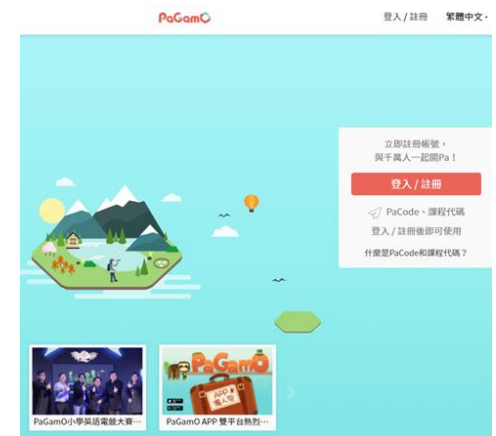 PaGamO
登入 / 註冊
繁體中文
立即註冊帳號，
與千萬人一起開Pa！
登入 / 註冊
PaCode、課程代碼
登入 / 註冊後即可使用
什麼是PaCode和課程代碼？
PaGamO
APP
萬人包
PaGamO小學英語電競大賽⋯
PaGamO APP 雙平台熱烈⋯